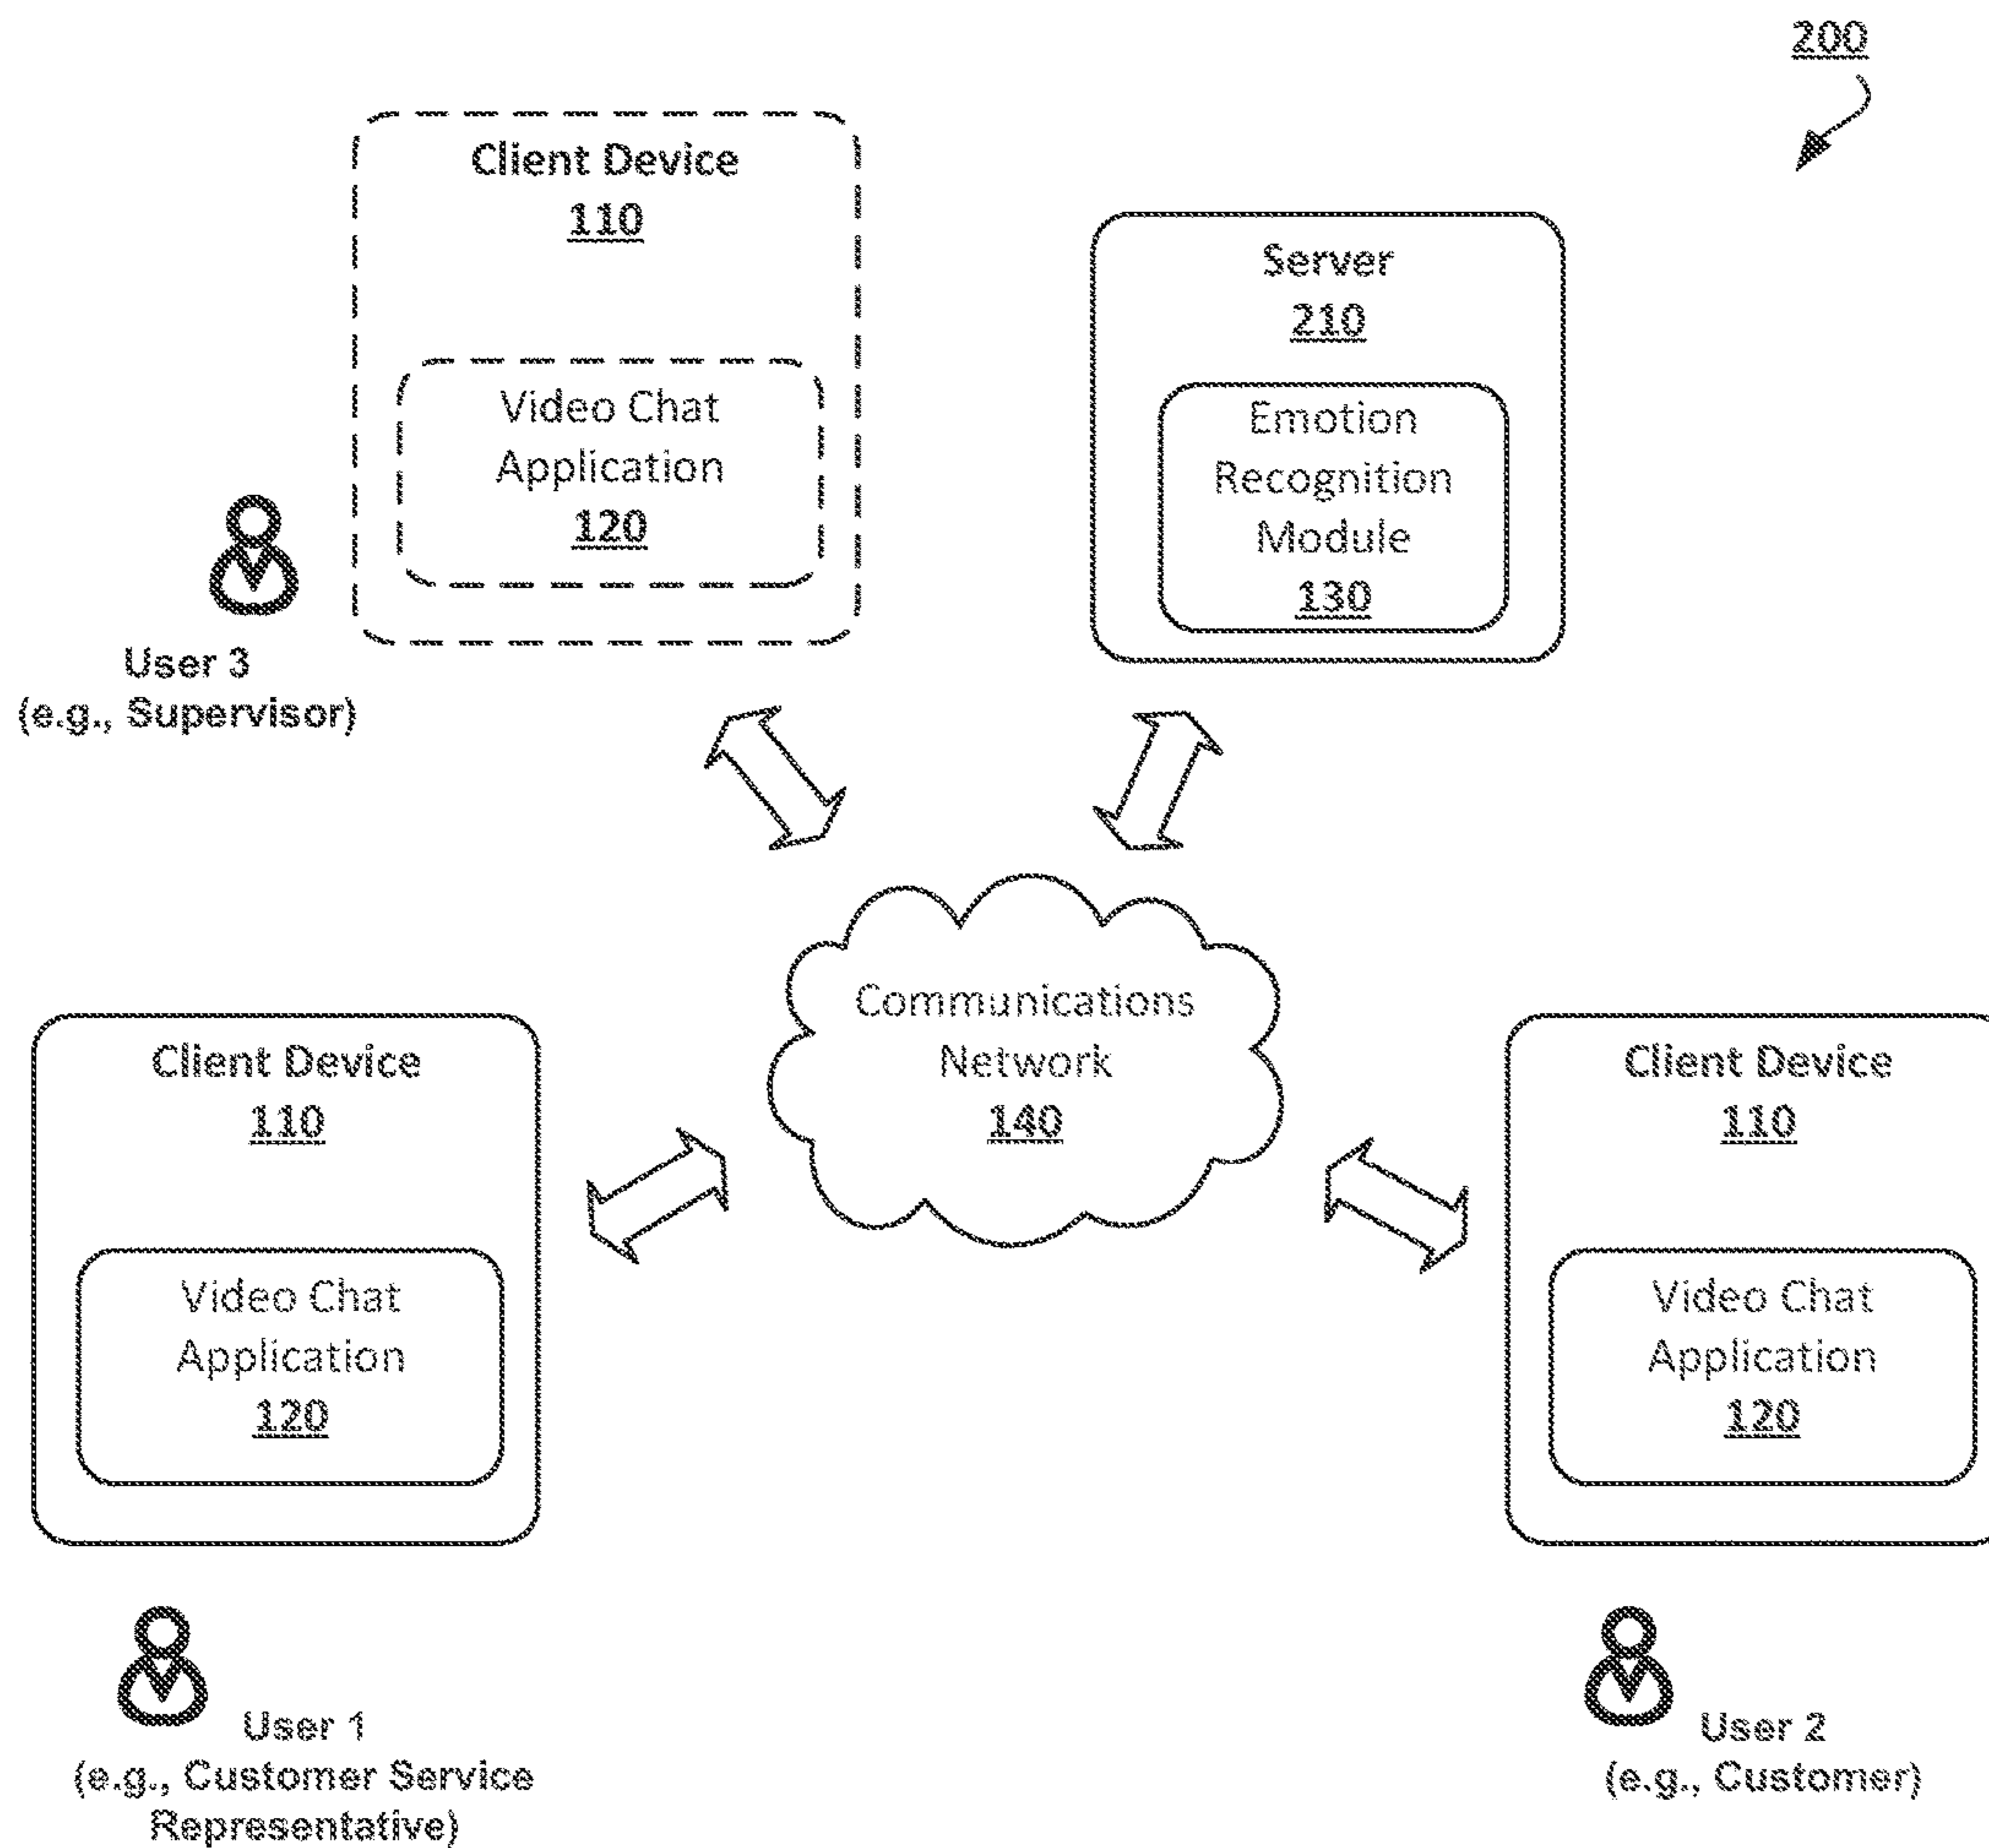 200
Client Device
110
Video Chat
Application
120
User 3
(e.g., Supervisor)
Server
210
Emotion
Recognition
Module
130
Communications
Network
140
Client Device
110
Video Chat
Application
120
User 1
(e.g., Customer Service
Representative)
Client Device
110
Video Chat
Application
120
User 2
(e.g., Customer)